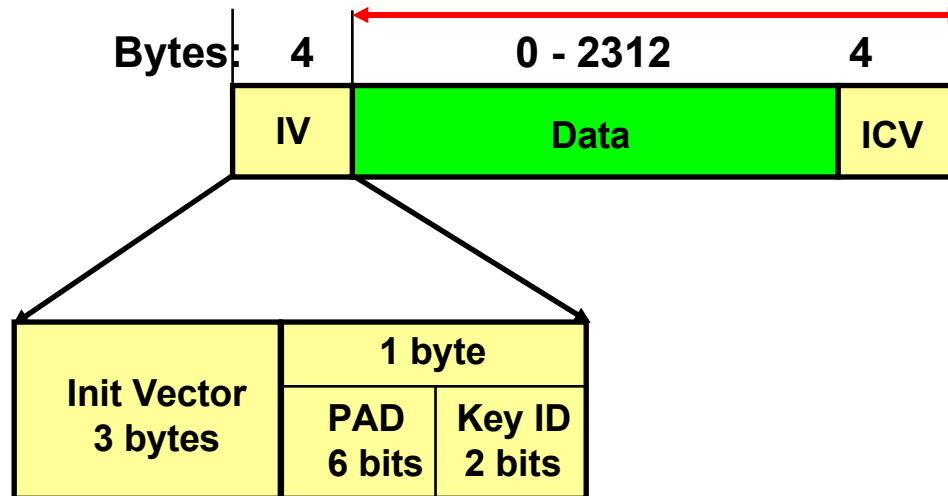 Bytes: 4 0 - 2312 4
IV Data ICV
1 byte
Init Vector
3 bytes
PAD
6 bits
Key ID
2 bits